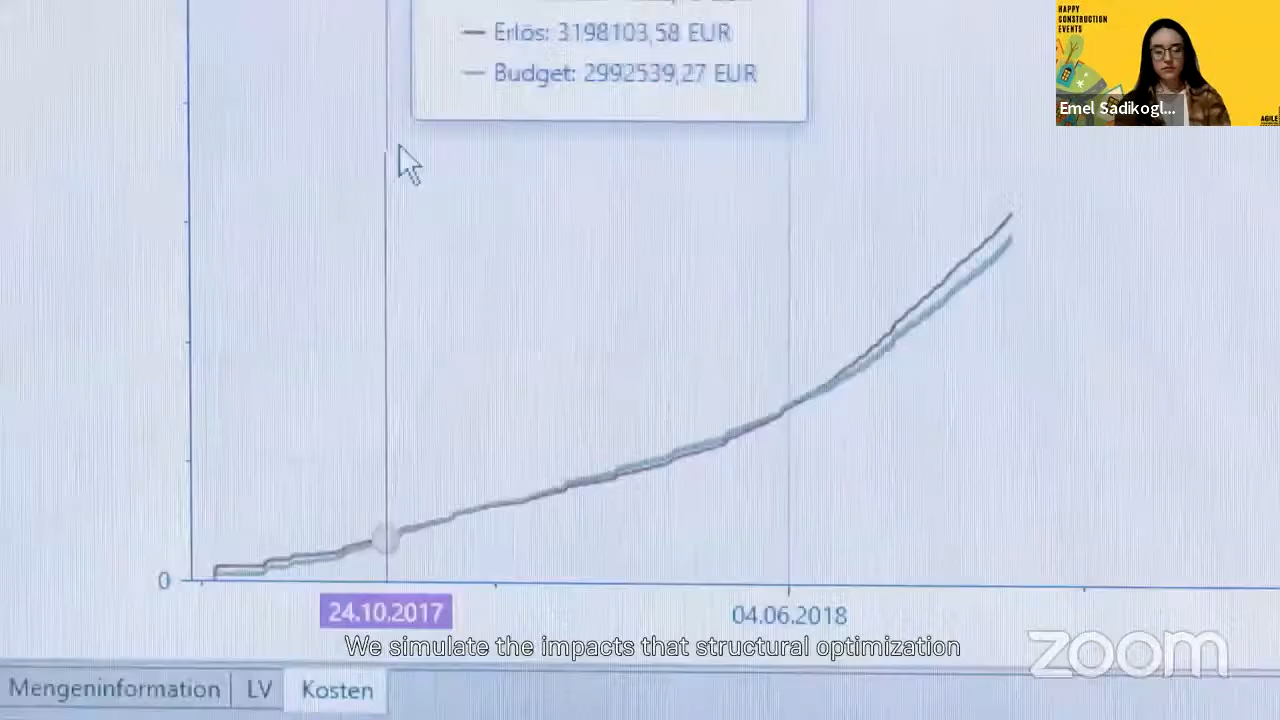 Erlös: 3198103,58 EUR
Budget: 2992539,27 EUR
HAPPY
CONSTRUCTION
EVENTS
Emel Sadikogl...
AGILE
0
24.10.2017
04.06.2018
We simulate the impacts that structural optimization
zoom
Mengeninformation
LV
Kosten